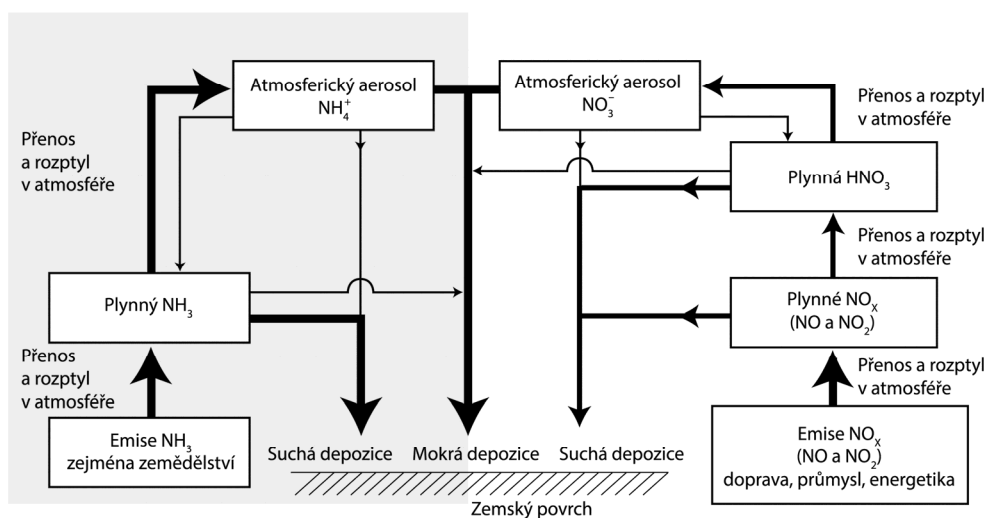 Atmosferický aerosol
NH₄⁺
Atmosferický aerosol
NO₃⁻
Přenos
a rozptyl
v atmosféře
Přenos a rozptyl
v atmosféře
Plynná HNO₃
Přenos a rozptyl
v atmosféře
Plynný NH₃
Plynné NOₓ
(NO a NO₂)
Přenos
a rozptyl
v atmosféře
Přenos a rozptyl
v atmosféře
Emise NH₃
zejména zemědělství
Suchá depozice
Mokrá depozice
Suchá depozice
Emise NOₓ
(NO a NO₂)
doprava, průmysl, energetika
Zemský povrch